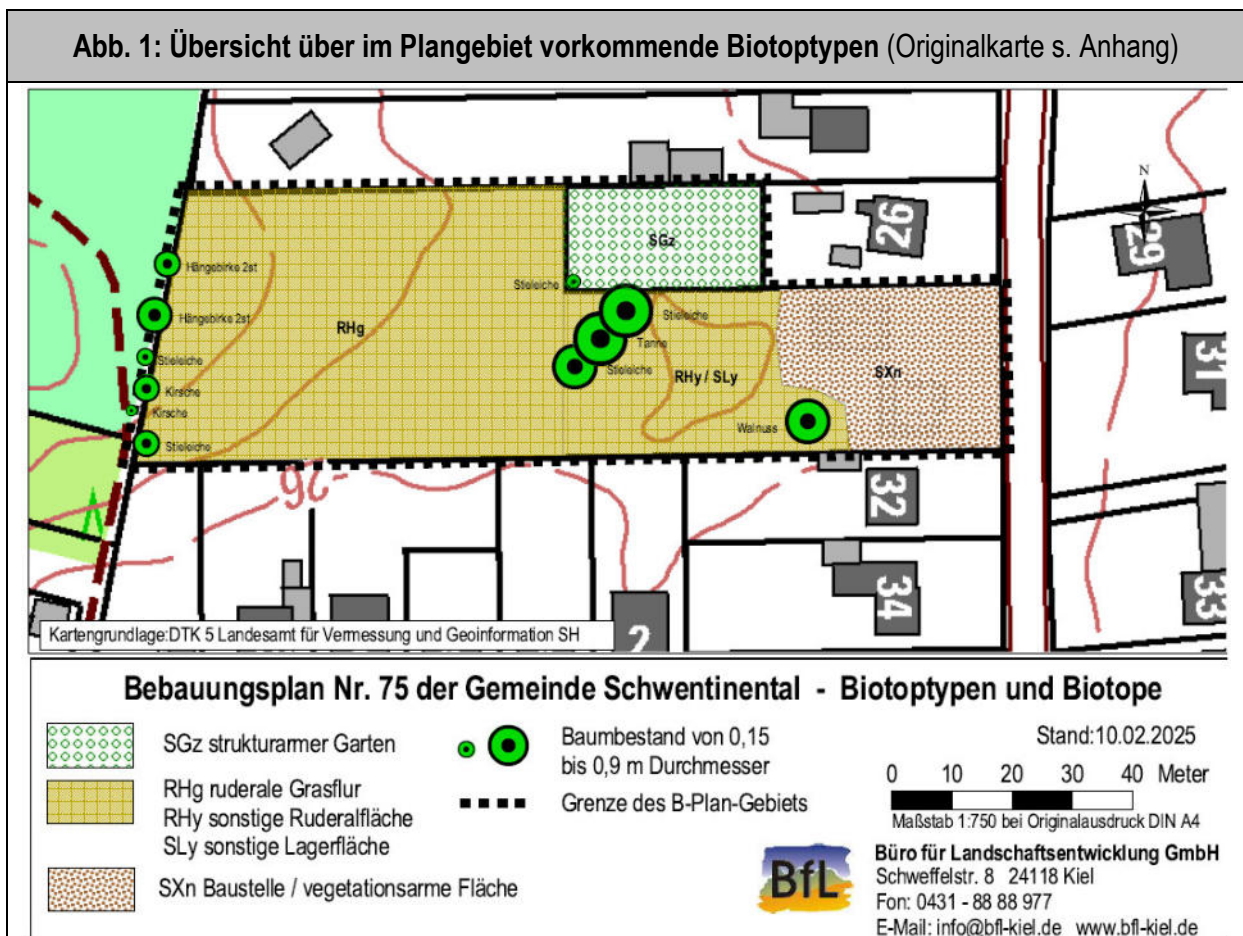 Abb. 1: Übersicht über im Plangebiet vorkommende Biotoptypen (Originalkarte s. Anhang)
N
SGz
26
29
Hängebirke 2st
Stieleiche
Hängebirke 2st
RHg
Stieleiche
Tanne
31
Stieleiche
Stieleiche
RHy / SLy
SXn
Kirsche
Kirsche
Walnuss
Stieleiche
26
32
34
33
2
Kartengrundlage:DTK 5 Landesamt für Vermessung und Geoinformation SH
Bebauungsplan Nr. 75 der Gemeinde Schwentinental - Biotoptypen und Biotope
SGz strukturarmer Garten
RHg ruderale Grasflur
RHy sonstige Ruderalfläche
SLy sonstige Lagerfläche
SXn Baustelle / vegetationsarme Fläche
Baumbestand von 0,15
bis 0,9 m Durchmesser
Grenze des B-Plan-Gebiets
Stand:10.02.2025
0 10 20 30 40 Meter
Maßstab 1:750 bei Originalausdruck DIN A4
BfL
Büro für Landschaftsentwicklung GmbH
Schweffelstr. 8 24118 Kiel
Fon: 0431 - 88 88 977
E-Mail: info@bfl-kiel.de www.bfl-kiel.de